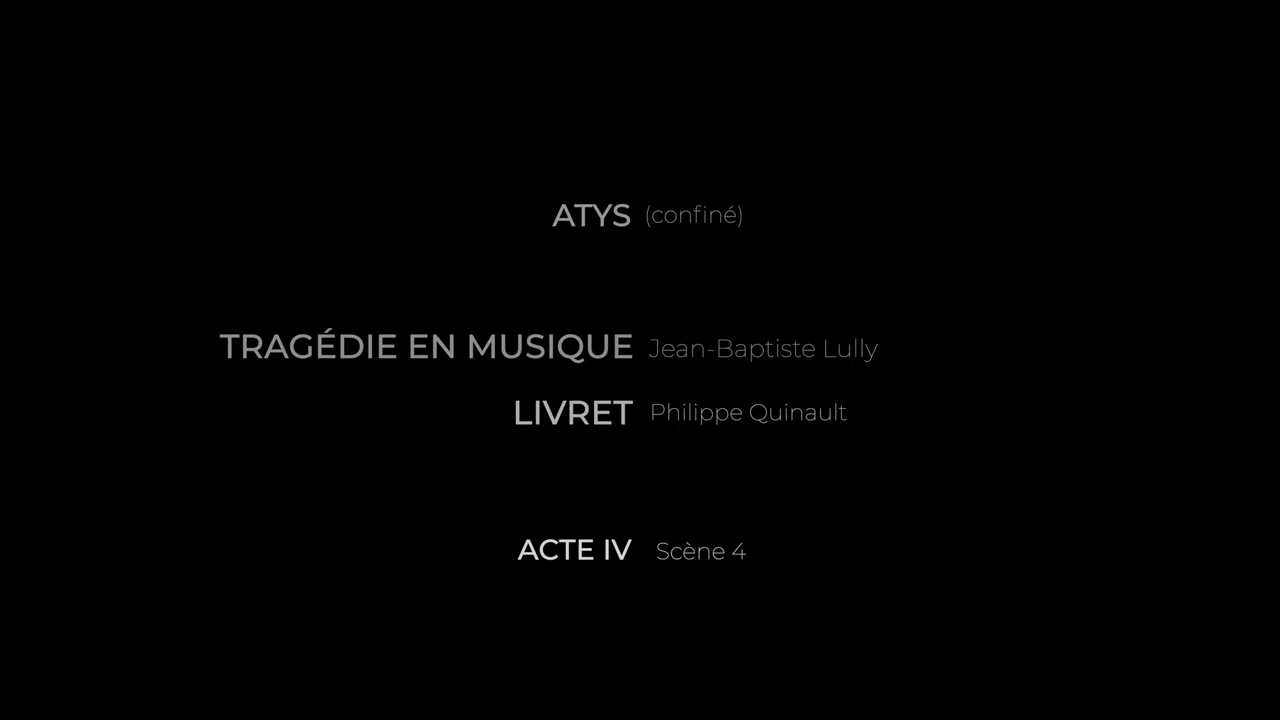 ATYS (confiné)
TRAGÉDIE EN MUSIQUE Jean-Baptiste Lully
LIVRET Philippe Quinault
ACTE IV Scène 4